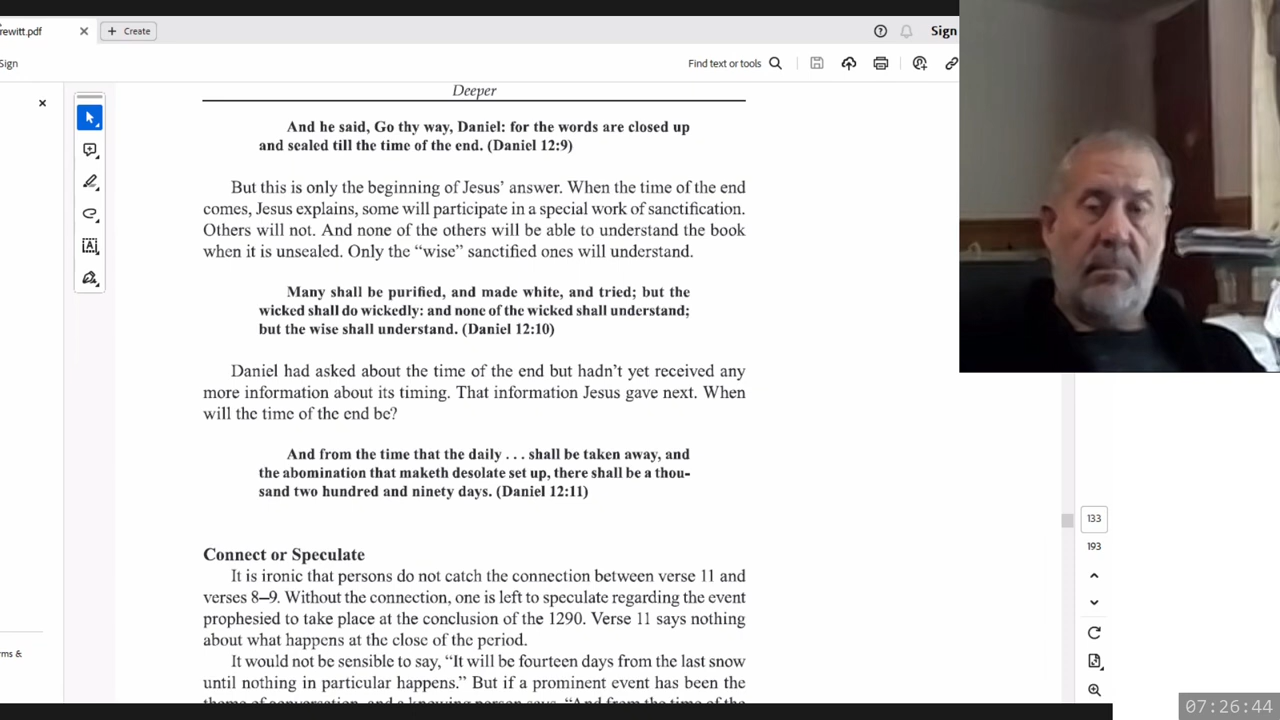 rewitt.pdf
Create
Sign
Sign
Find text or tools
Deeper
And he said, Go thy way, Daniel: for the words are closed up
and sealed till the time of the end. (Daniel 12:9)
But this is only the beginning of Jesus’ answer. When the time of the end
comes, Jesus explains, some will participate in a special work of sanctification.
Others will not. And none of the others will be able to understand the book
when it is unsealed. Only the “wise” sanctified ones will understand.
Many shall be purified, and made white, and tried; but the
wicked shall do wickedly: and none of the wicked shall understand;
but the wise shall understand. (Daniel 12:10)
Daniel had asked about the time of the end but hadn’t yet received any
more information about its timing. That information Jesus gave next. When
will the time of the end be?
And from the time that the daily . . . shall be taken away, and
the abomination that maketh desolate set up, there shall be a thou-
sand two hundred and ninety days. (Daniel 12:11)
Connect or Speculate
It is ironic that persons do not catch the connection between verse 11 and
verses 8–9. Without the connection, one is left to speculate regarding the event
prophesied to take place at the conclusion of the 1290. Verse 11 says nothing
about what happens at the close of the period.
It would not be sensible to say, “It will be fourteen days from the last snow
until nothing in particular happens.” But if a prominent event has been the
theme of conversation, and a knowing person says, “And from the time of the
133
193
rms &
07:26:44